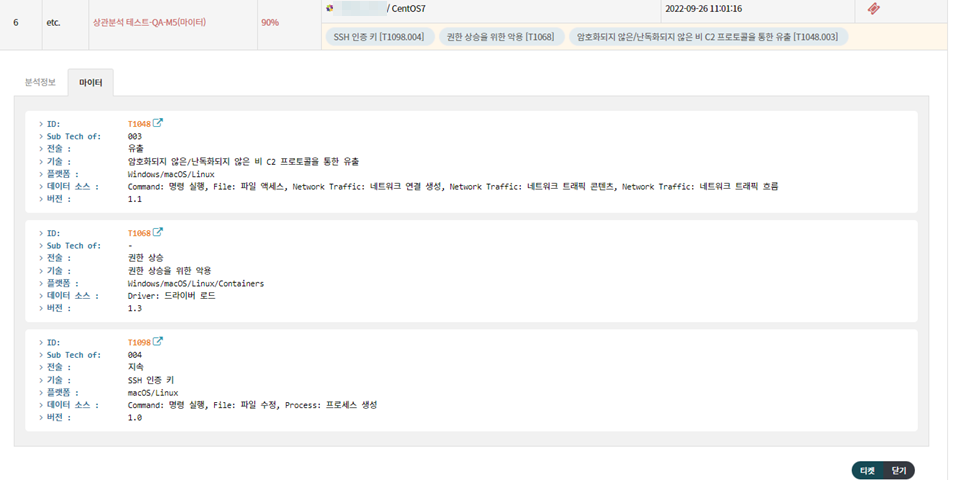 6 etc. 상관분석 테스트-QA-M5(마이터) 90% / CentOS7 2022-09-26 11:01:16
SSH 인증 키 [T1098.004] 권한 상승을 위한 악용 [T1068] 암호화되지 않은/난독화되지 않은 비 C2 프로토콜을 통한 유출 [T1048.003]
분석정보 마이터
> ID: T1048
> Sub Tech of: 003
> 전술 : 유출
> 기술 : 암호화되지 않은/난독화되지 않은 비 C2 프로토콜을 통한 유출
> 플랫폼 : Windows/macOS/Linux
> 데이터 소스 : Command: 명령 실행, File: 파일 액세스, Network Traffic: 네트워크 연결 생성, Network Traffic: 네트워크 트래픽 콘텐츠, Network Traffic: 네트워크 트래픽 흐름
> 버전 : 1.1
> ID: T1068
> Sub Tech of: -
> 전술 : 권한 상승
> 기술 : 권한 상승을 위한 악용
> 플랫폼 : Windows/macOS/Linux/Containers
> 데이터 소스 : Driver: 드라이버 로드
> 버전 : 1.3
> ID: T1098
> Sub Tech of: 004
> 전술 : 지속
> 기술 : SSH 인증 키
> 플랫폼 : macOS/Linux
> 데이터 소스 : Command: 명령 실행, File: 파일 수정, Process: 프로세스 생성
> 버전 : 1.0
티켓 닫기